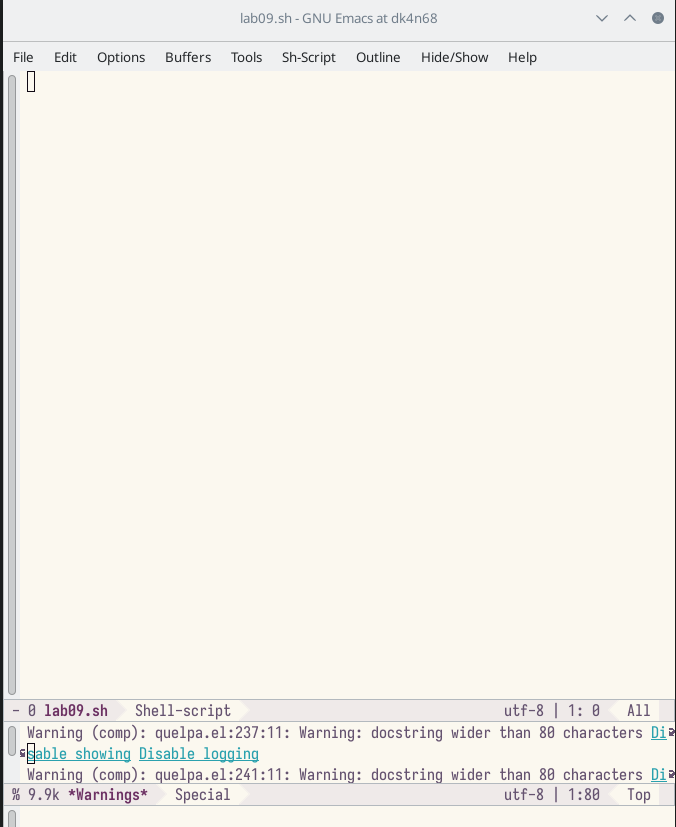 lab09.sh - GNU Emacs at dk4n68
File Edit Options Buffers Tools Sh-Script Outline Hide/Show Help
- 0 lab09.sh Shell-script utf-8 | 1: 0 All
Warning (comp): quelpa.el:237:11: Warning: docstring wider than 80 characters Di
sable showing Disable logging
Warning (comp): quelpa.el:241:11: Warning: docstring wider than 80 characters Di
% 9.9k *Warnings* Special utf-8 | 1:80 Top